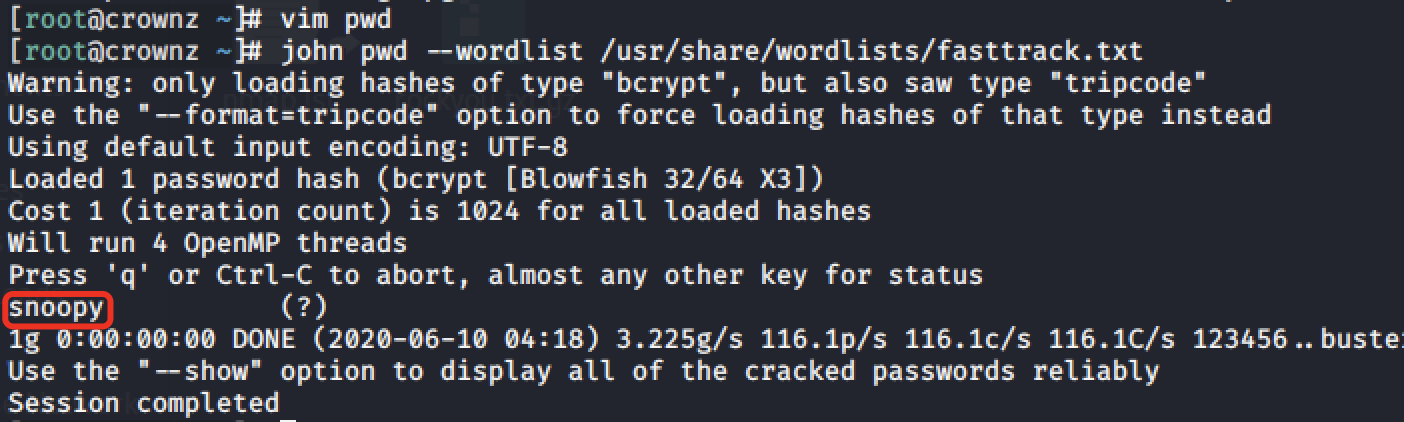 [root@crownz ~]# vim pwd
[root@crownz ~]# john pwd --wordlist /usr/share/wordlists/fasttrack.txt
Warning: only loading hashes of type "bcrypt", but also saw type "tripcode"
Use the "--format=tripcode" option to force loading hashes of that type instead
Using default input encoding: UTF-8
Loaded 1 password hash (bcrypt [Blowfish 32/64 X3])
Cost 1 (iteration count) is 1024 for all loaded hashes
Will run 4 OpenMP threads
Press 'q' or Ctrl-C to abort, almost any other key for status
snoopy           (?)
1g 0:00:00:00 DONE (2020-06-10 04:18) 3.225g/s 116.1p/s 116.1c/s 116.1C/s 123456..buste
Use the "--show" option to display all of the cracked passwords reliably
Session completed